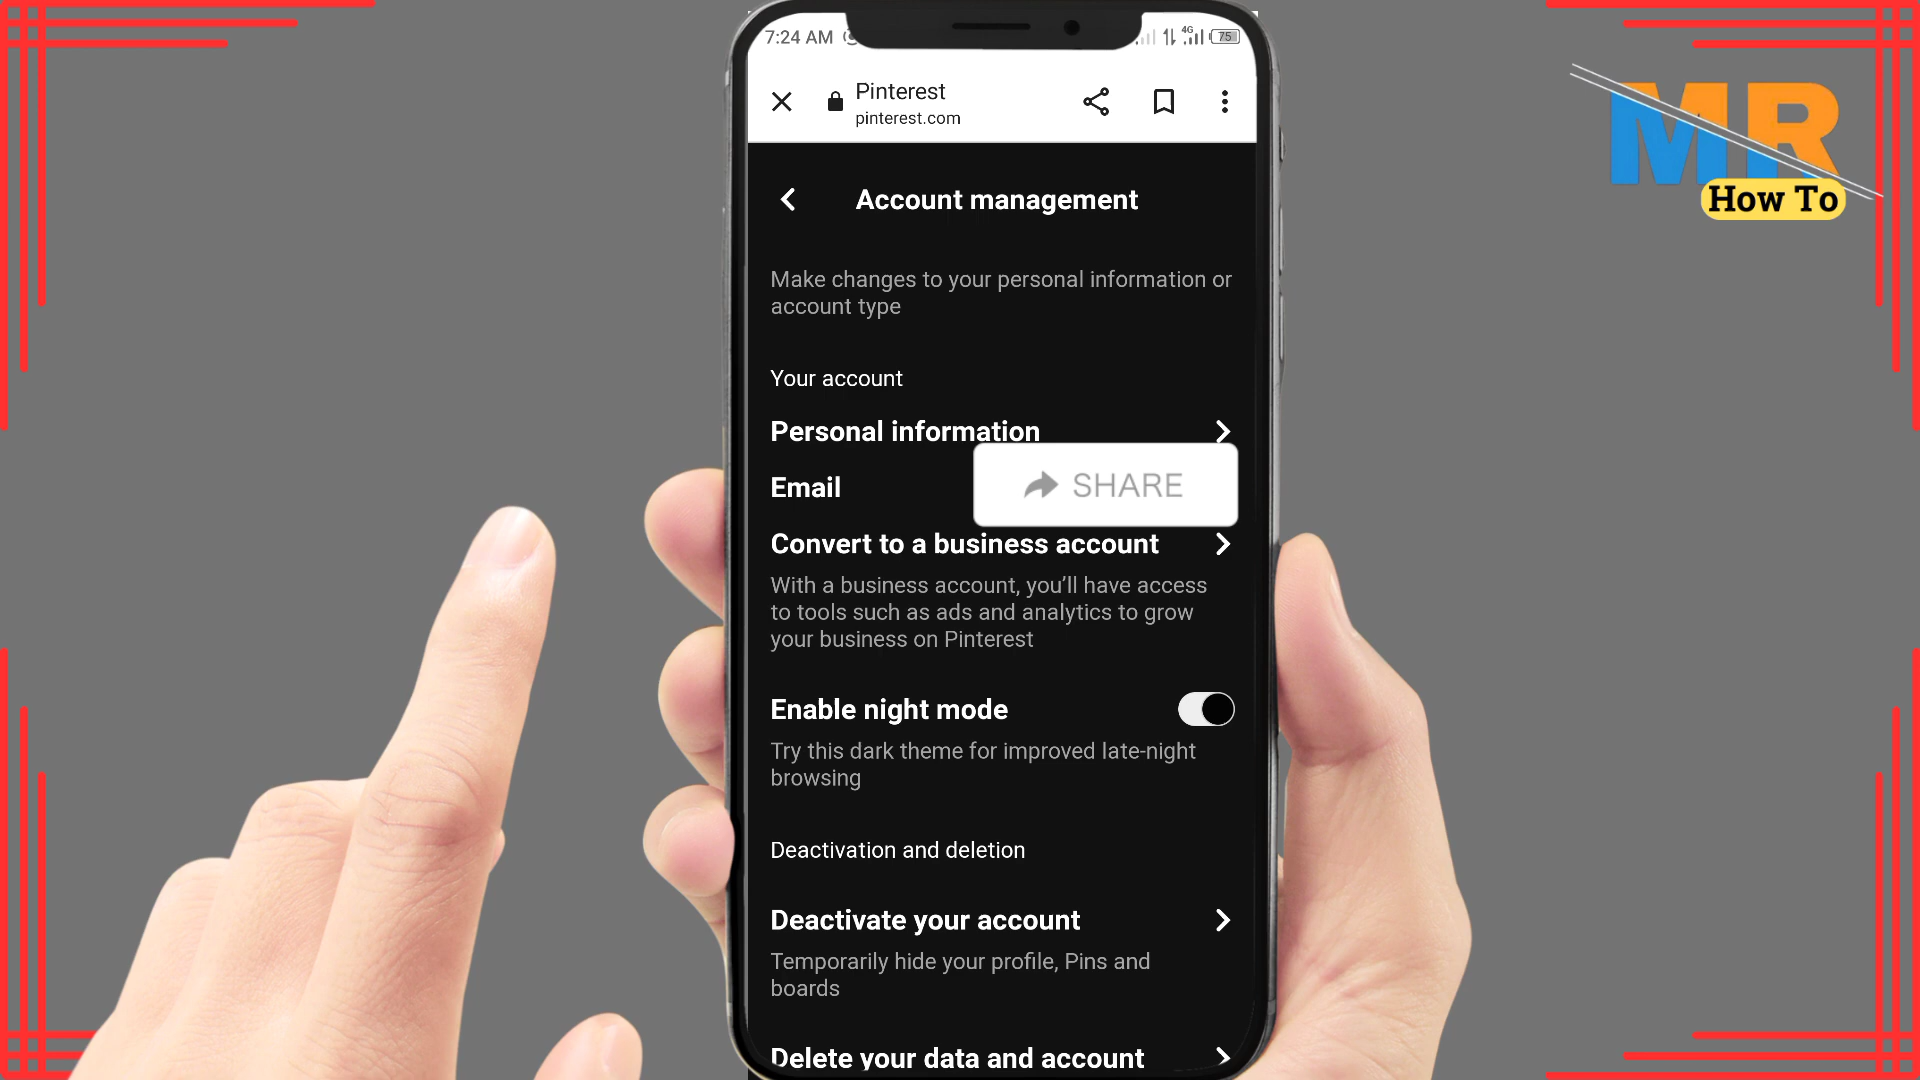 7:24 AM
4G
75
Pinterest
pinterest.com
MR
How To
Account management
Make changes to your personal information or
account type
Your account
Personal information
SHARE
Email
Convert to a business account
With a business account, you’ll have access
to tools such as ads and analytics to grow
your business on Pinterest
Enable night mode
Try this dark theme for improved late-night
browsing
Deactivation and deletion
Deactivate your account
Temporarily hide your profile, Pins and
boards
Delete your data and account